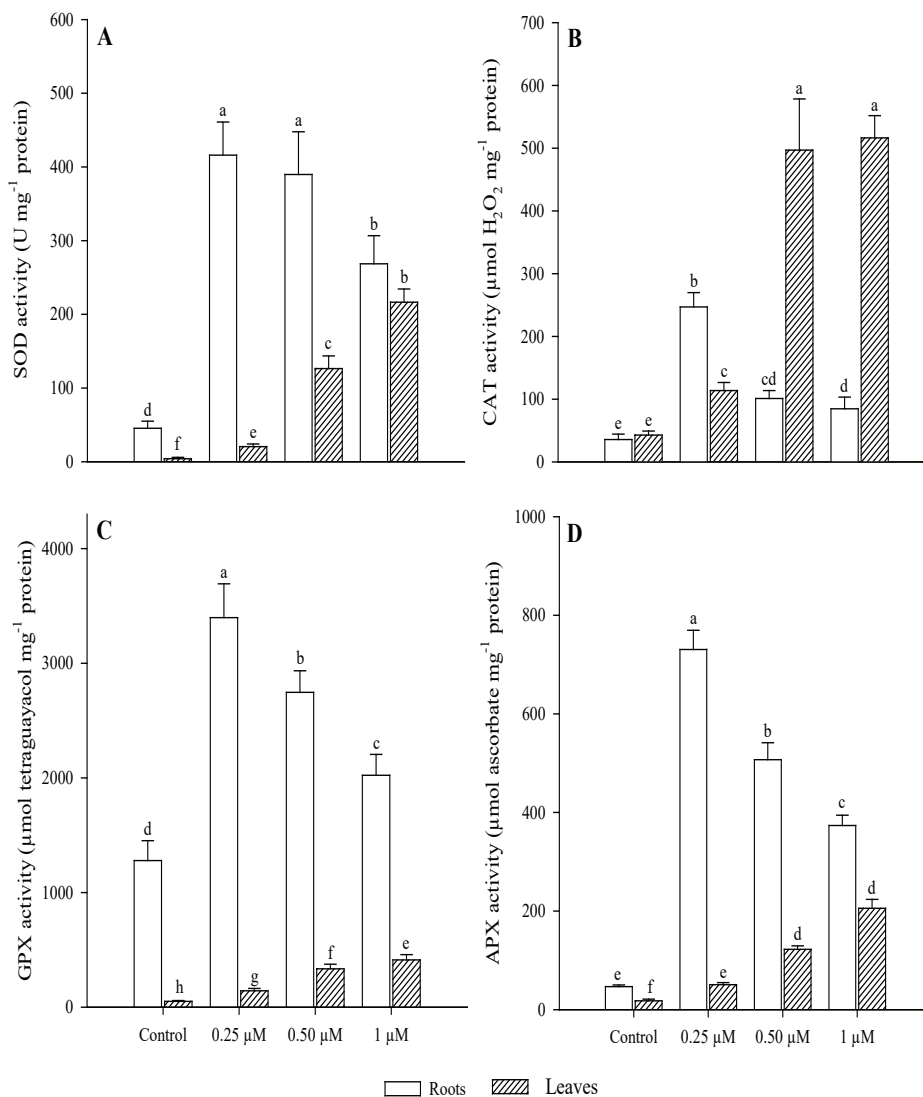 A
SOD activity (U mg⁻¹ protein)
600
500
400
300
200
100
0
d
f
a
e
a
c
b
b
B
CAT activity (µmol H₂O₂ mg⁻¹ protein)
700
600
500
400
300
200
100
0
e
e
b
c
cd
a
d
a
C
GPX activity (µmol tetraguayacol mg⁻¹ protein)
4000
3000
2000
1000
0
d
h
a
g
b
f
c
e
Control
0.25 µM
0.50 µM
1 µM
D
APX activity (µmol ascorbate mg⁻¹ protein)
1000
800
600
400
200
0
e
f
a
e
b
d
c
d
Control
0.25 µM
0.50 µM
1 µM
Roots
Leaves